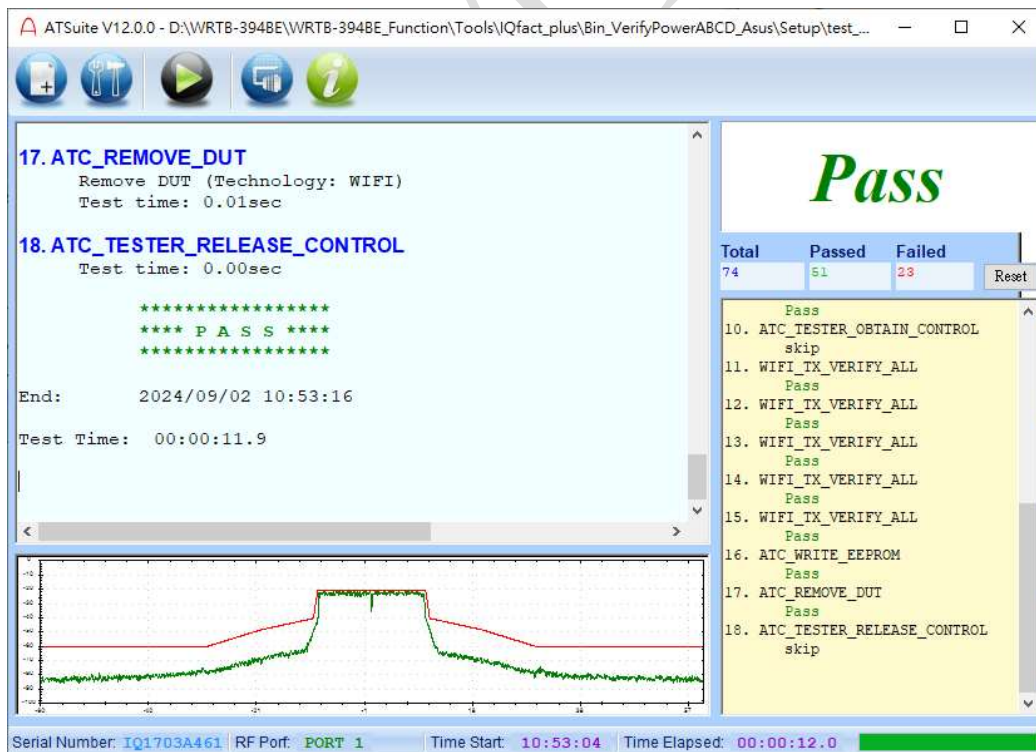 ATSuite V12.0.0 - D:\WRTB-394BE\WRTB-394BE_Function\Tools\IQfact_plus\Bin_VerifyPowerABCD_Asus\Setup\test_...
17. ATC_REMOVE_DUT
Remove DUT (Technology: WIFI)
Test time: 0.01sec
18. ATC_TESTER_RELEASE_CONTROL
Test time: 0.00sec
*****************
**** P A S S ****
*****************
End: 2024/09/02 10:53:16
Test Time: 00:00:11.9
Pass
Total Passed Failed
74 51 23 Reset
Pass
10. ATC_TESTER_OBTAIN_CONTROL
skip
11. WIFI_TX_VERIFY_ALL
Pass
12. WIFI_TX_VERIFY_ALL
Pass
13. WIFI_TX_VERIFY_ALL
Pass
14. WIFI_TX_VERIFY_ALL
Pass
15. WIFI_TX_VERIFY_ALL
Pass
16. ATC_WRITE_EEPROM
Pass
17. ATC_REMOVE_DUT
Pass
18. ATC_TESTER_RELEASE_CONTROL
skip
Serial Number: IQ1703A461 RF Port: PORT 1 Time Start: 10:53:04 Time Elapsed: 00:00:12.0